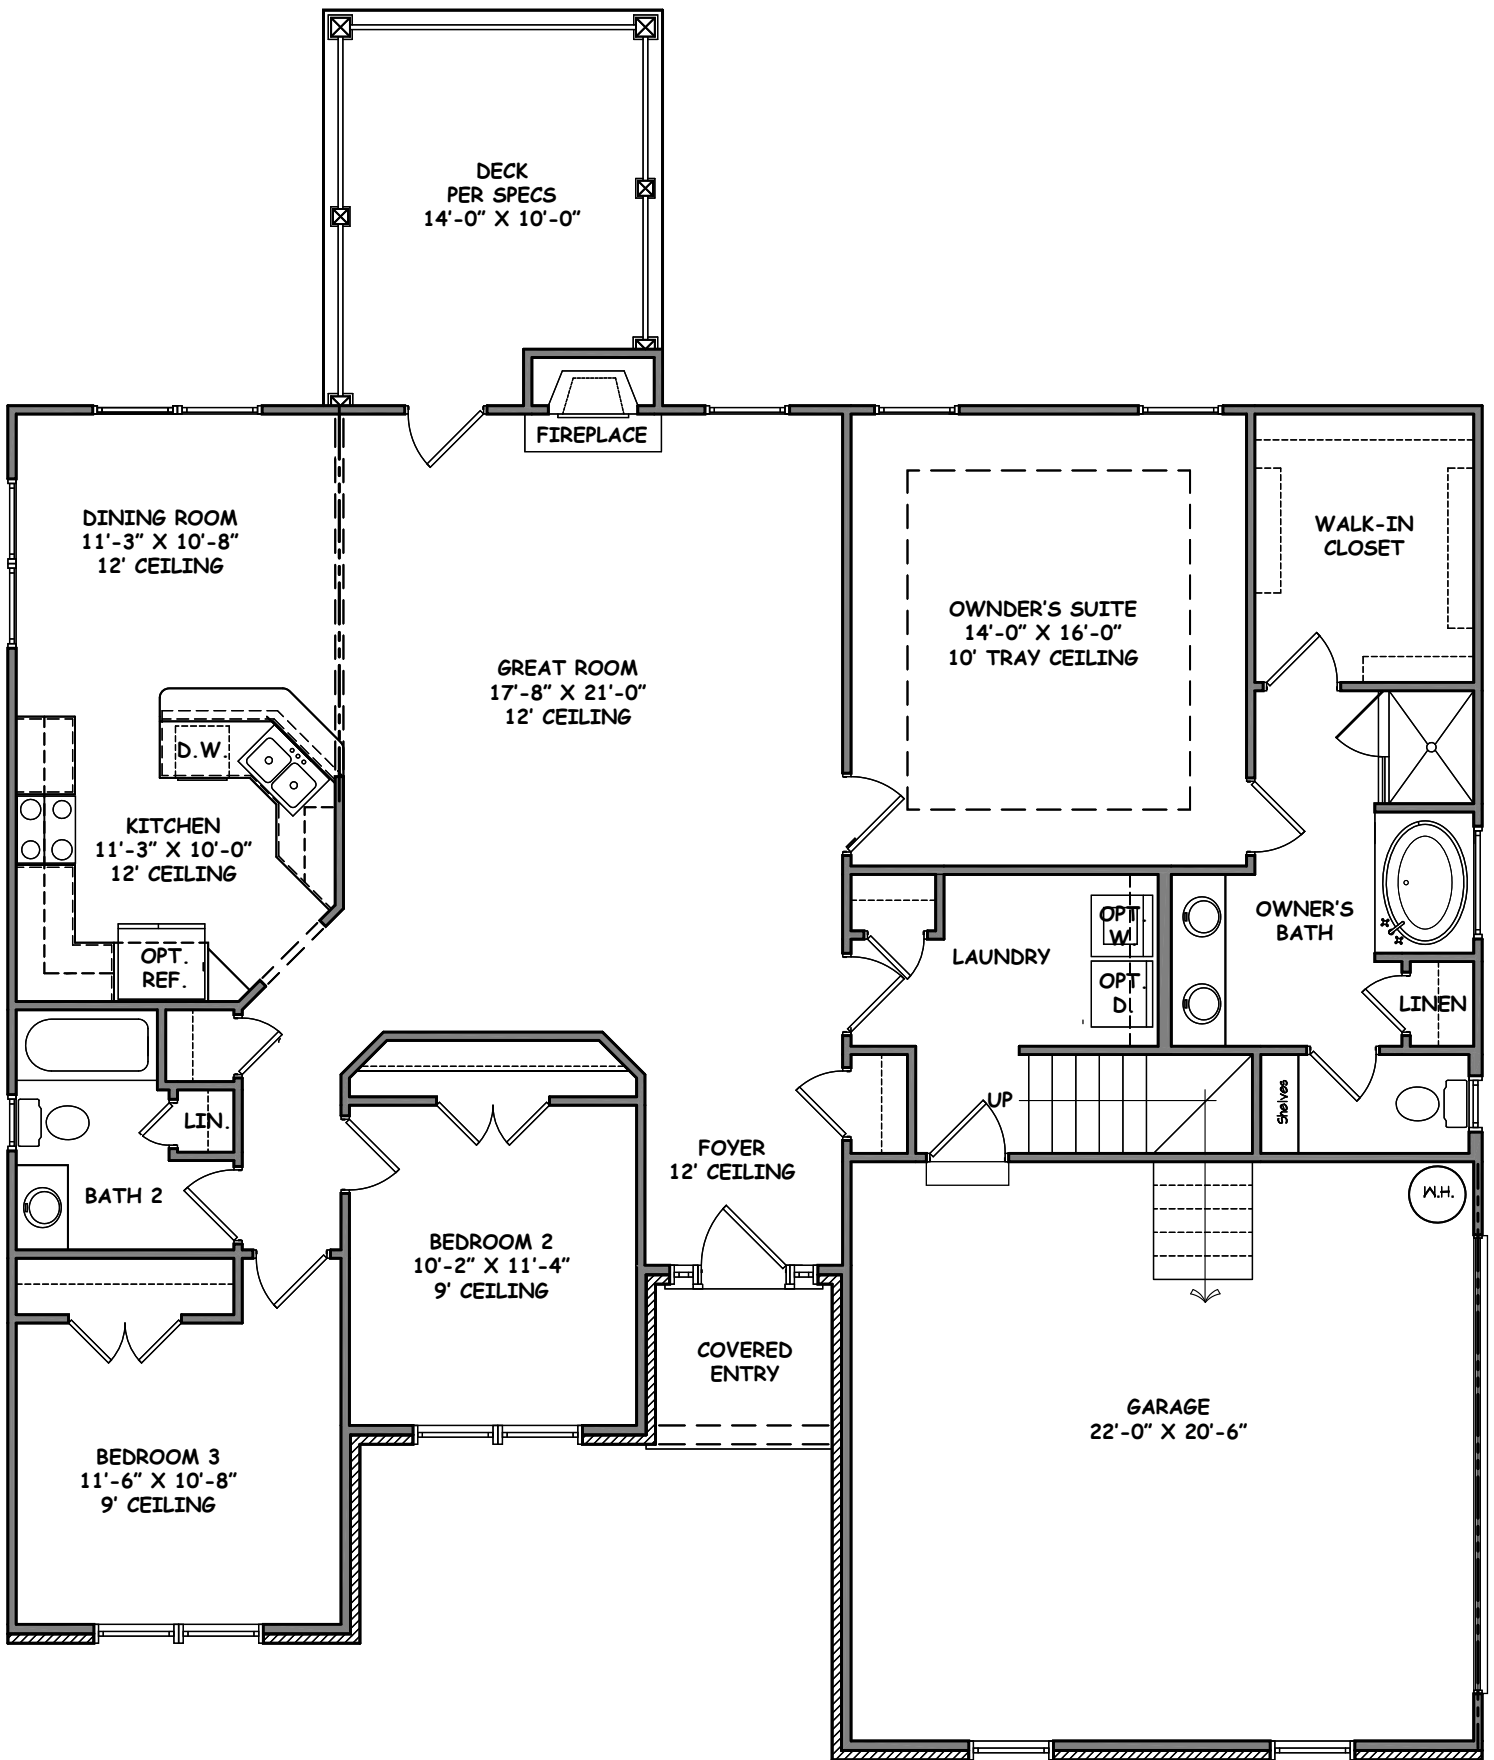 DECK
PER SPECS
14'-0" X 10'-0"
FIREPLACE
DINING ROOM
11'-3" X 10'-8"
12' CEILING
WALK-IN
CLOSET
OWNDER'S SUITE
14'-0" X 16'-0"
10' TRAY CEILING
GREAT ROOM
17'-8" X 21'-0"
12' CEILING
D.W.
KITCHEN
11'-3" X 10'-0"
12' CEILING
OPT.
REF.
OPT.
W.
LAUNDRY
OPT.
D.
OWNER'S
BATH
LINEN
LIN.
UP
Shelves
BATH 2
FOYER
12' CEILING
W.H.
BEDROOM 2
10'-2" X 11'-4"
9' CEILING
COVERED
ENTRY
GARAGE
22'-0" X 20'-6"
BEDROOM 3
11'-6" X 10'-8"
9' CEILING